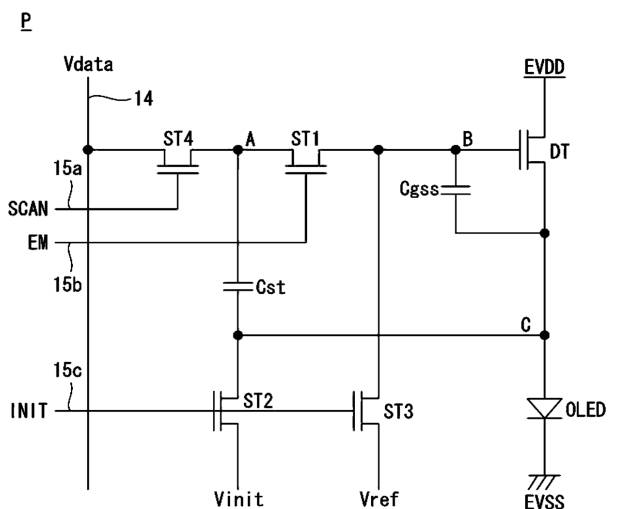 P
Vdata
EVDD
14
ST4
A
ST1
B
DT
15a
Cgss
SCAN
EM
15b
Cst
C
15c
INIT
ST2
ST3
OLED
Vinit
Vref
EVSS